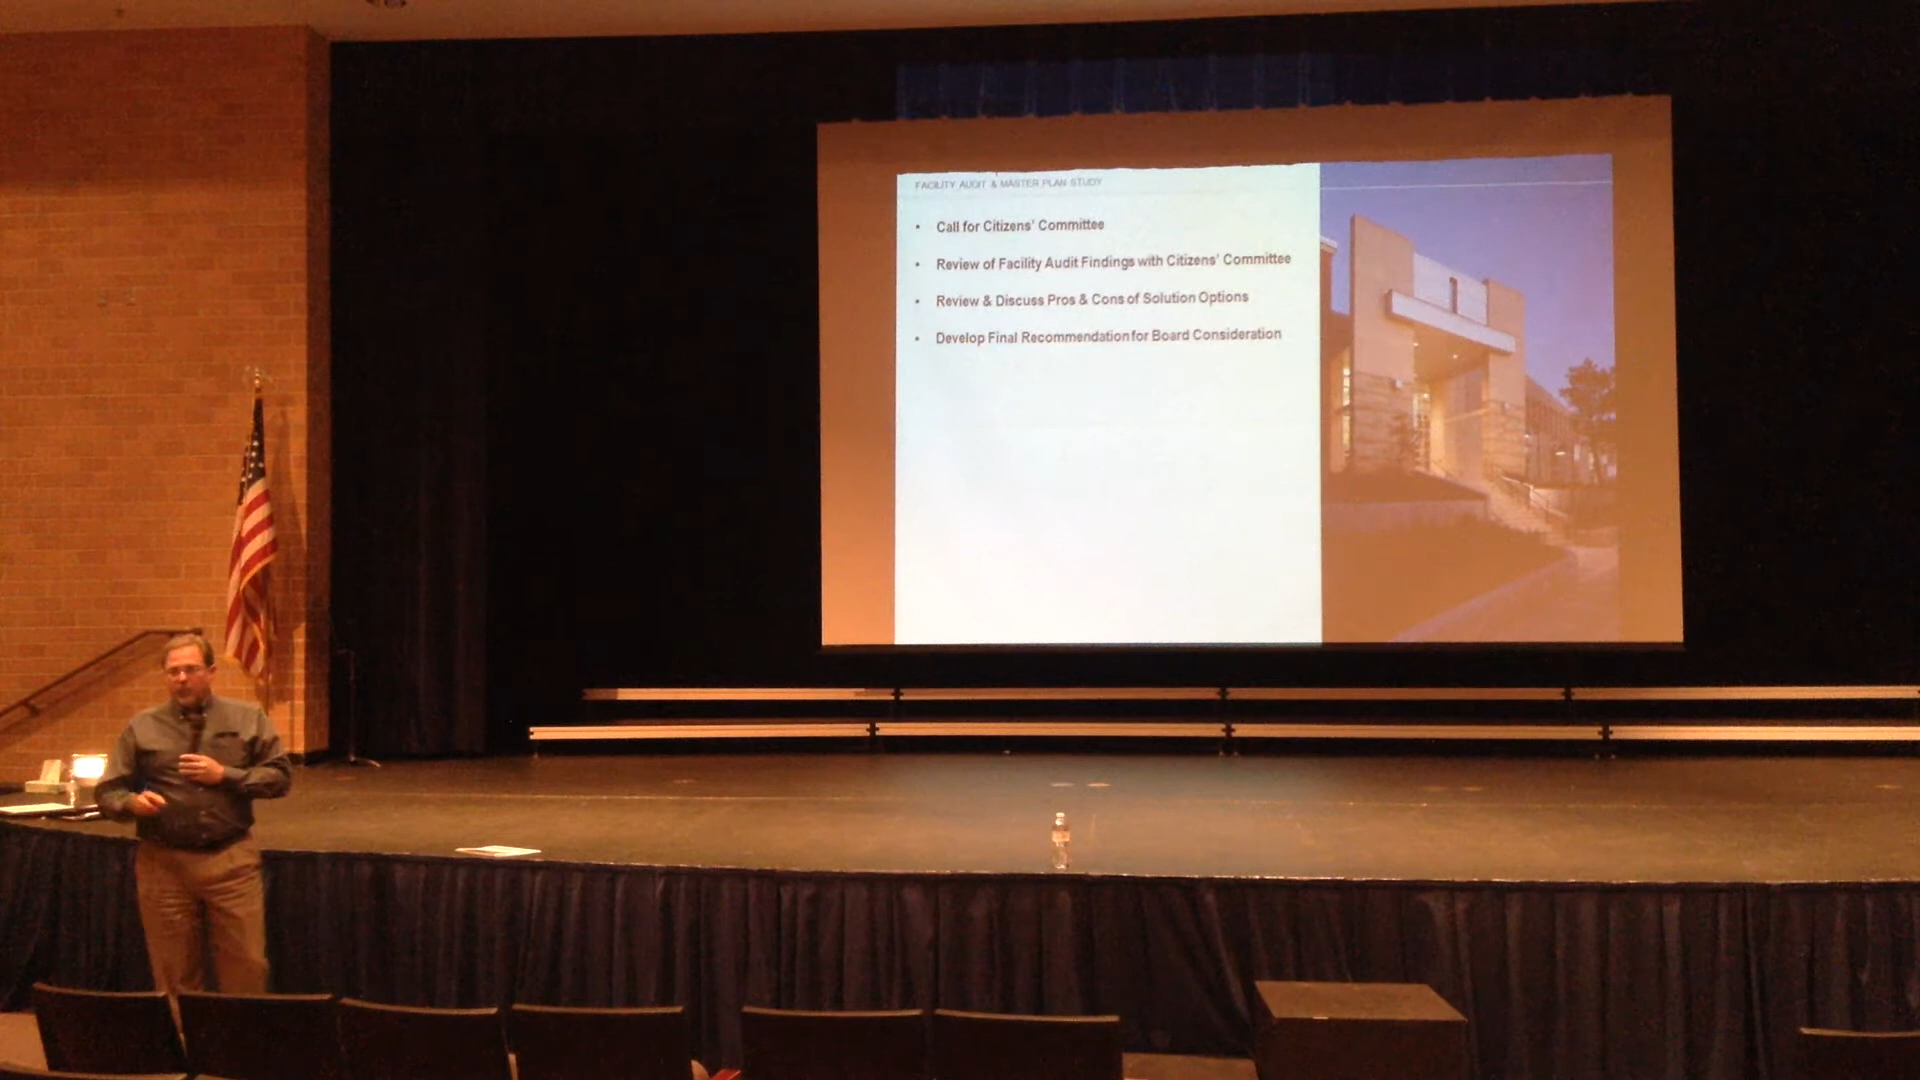 FACILITY AUDIT & MASTER PLAN STUDY
• Call for Citizens' Committee
• Review of Facility Audit Findings with Citizens' Committee
• Review & Discuss Pros & Cons of Solution Options
• Develop Final Recommendation for Board Consideration